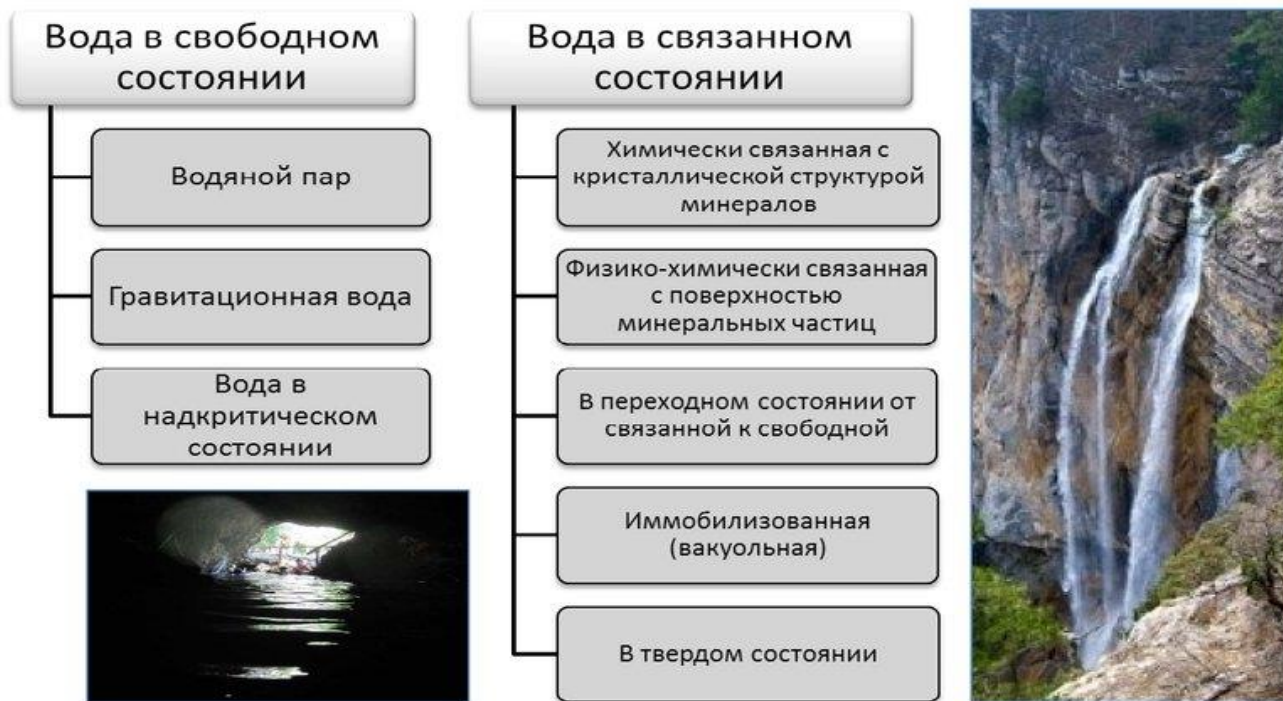 Вода в свободном
состоянии
Водяной пар
Гравитационная вода
Вода в
надкритическом
состоянии
Вода в связанном
состоянии
Химически связанная с
кристаллической структурой
минералов
Физико-химически связанная
с поверхностью
минеральных частиц
В переходном состоянии от
связанной к свободной
Иммобилизованная
(вакуольная)
В твердом состоянии